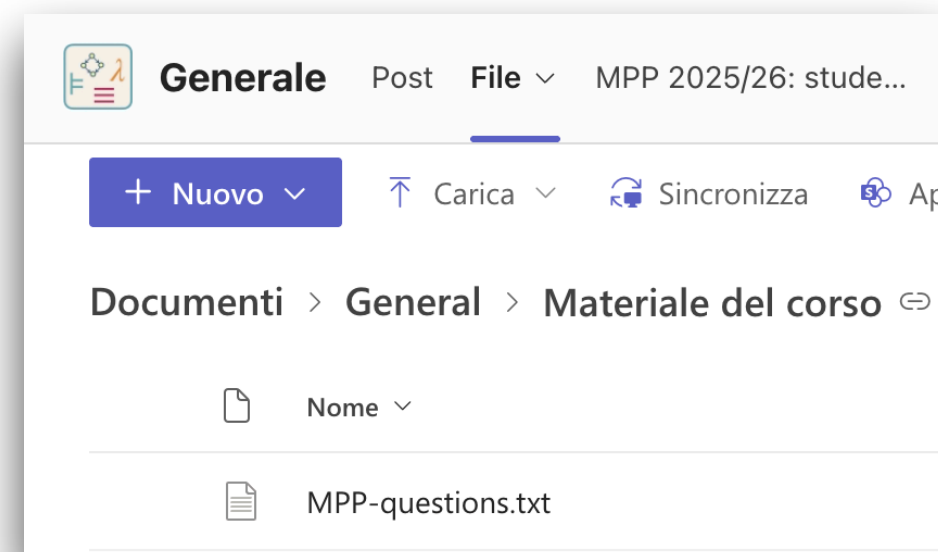 Generale Post File MPP 2025/26: stude...
+ Nuovo Carica Sincronizza Ap
Documenti > General > Materiale del corso
Nome
MPP-questions.txt